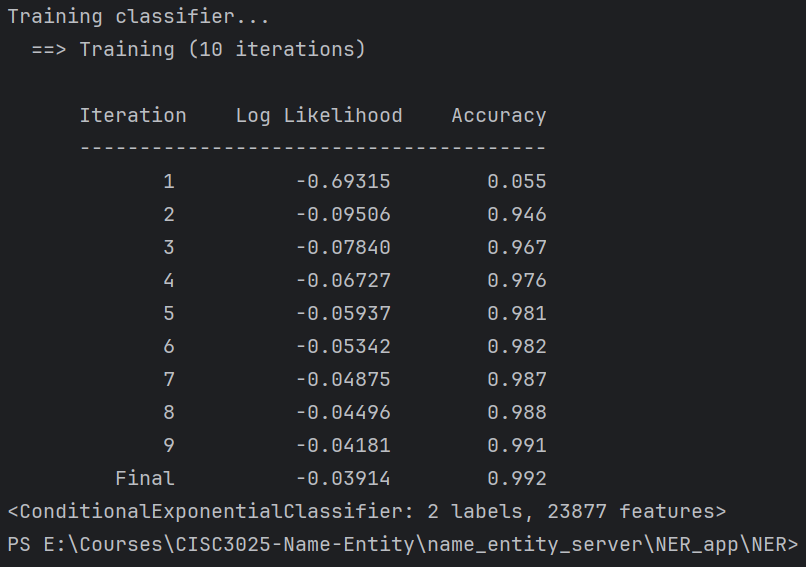 Training classifier...
  ==> Training (10 iterations)
      Iteration    Log Likelihood    Accuracy
      ---------------------------------------
             1          -0.69315        0.055
             2          -0.09506        0.946
             3          -0.07840        0.967
             4          -0.06727        0.976
             5          -0.05937        0.981
             6          -0.05342        0.982
             7          -0.04875        0.987
             8          -0.04496        0.988
             9          -0.04181        0.991
         Final          -0.03914        0.992
<ConditionalExponentialClassifier: 2 labels, 23877 features>
PS E:\Courses\CISC3025-Name-Entity\name_entity_server\NER_app\NER>